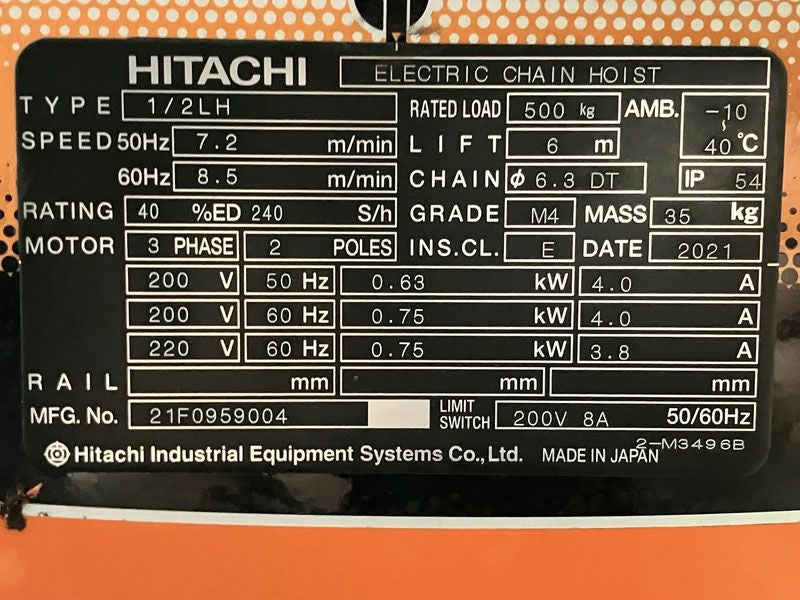 HITACHI ELECTRIC CHAIN HOIST
TYPE 1/2LH RATED LOAD 500 kg AMB. -10 ~ 40 °C
SPEED 50Hz 7.2 m/min LIFT 6 m
60Hz 8.5 m/min CHAIN φ 6.3 DT IP 54
RATING 40 %ED 240 S/h GRADE M4 MASS 35 kg
MOTOR 3 PHASE 2 POLES INS.CL. E DATE 2021
200 V 50 Hz 0.63 kW 4.0 A
200 V 60 Hz 0.75 kW 4.0 A
220 V 60 Hz 0.75 kW 3.8 A
RAIL mm mm mm
MFG. No. 21F0959004 LIMIT SWITCH 200V 8A 50/60Hz
2-M3496B
Hitachi Industrial Equipment Systems Co., Ltd. MADE IN JAPAN